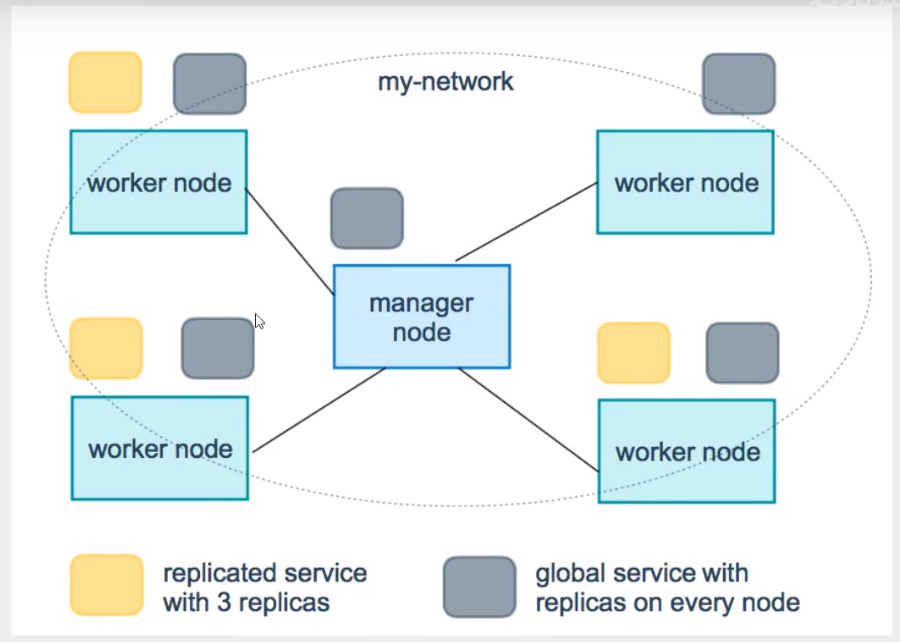 my-network
worker node
worker node
manager
node
worker node
worker node
replicated service
with 3 replicas
global service with
replicas on every node